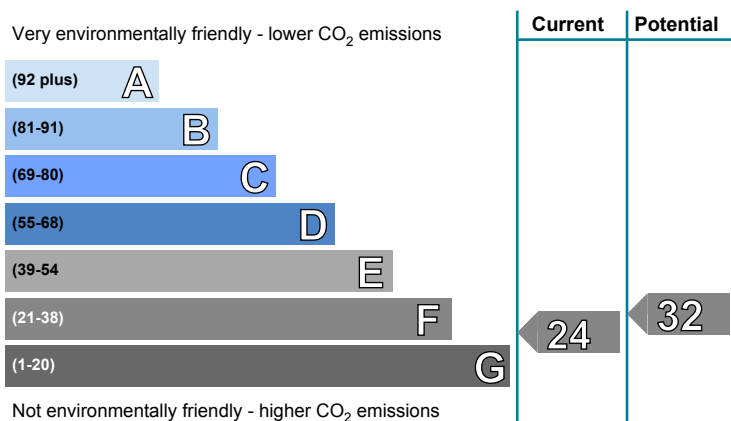 Current Potential
Very environmentally friendly - lower CO2 emissions
(92 plus) A
(81-91) B
(69-80) C
(55-68) D
(39-54 E
(21-38) F
24 32
(1-20) G
Not environmentally friendly - higher CO2 emissions